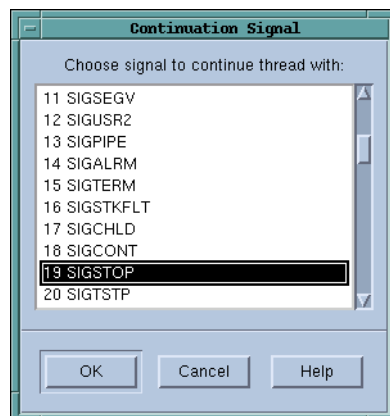 Continuation Signal
Choose signal to continue thread with:
11 SIGSEGV
12 SIGUSR2
13 SIGPIPE
14 SIGALRM
15 SIGTERM
16 SIGSTKFLT
17 SIGCHLD
18 SIGCONT
19 SIGSTOP
20 SIGTSTP
OK Cancel Help